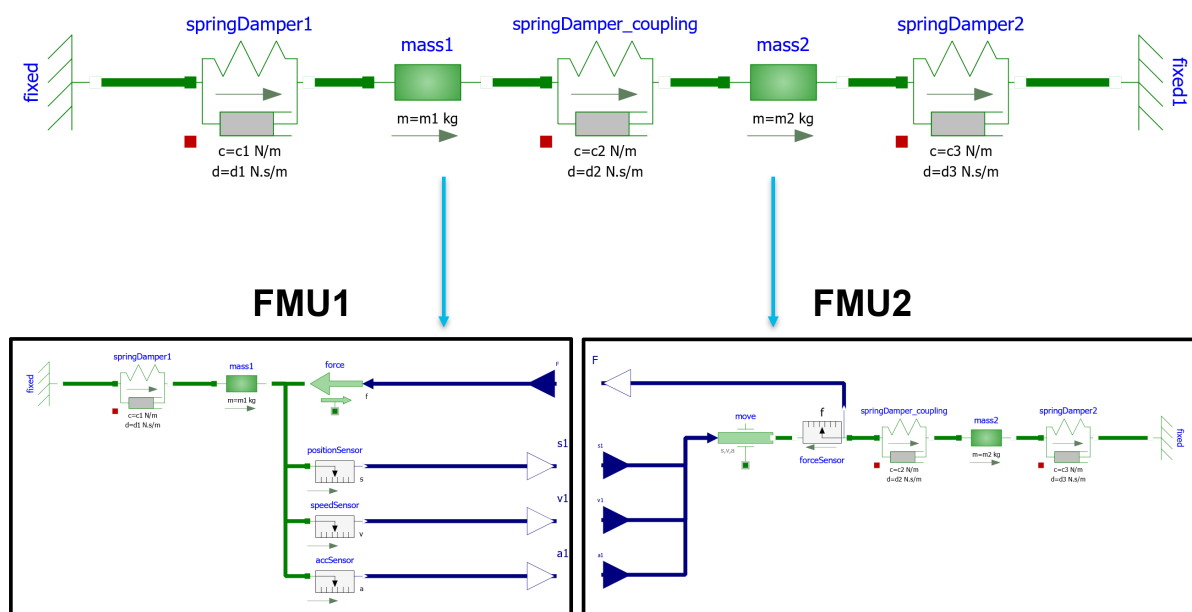 springDamper1
springDamper_coupling
springDamper2
mass1
mass2
fixed
fixed1
m=m1 kg
m=m2 kg
c=c1 N/m
d=d1 N.s/m
c=c2 N/m
d=d2 N.s/m
c=c3 N/m
d=d3 N.s/m
FMU1
FMU2
springDamper1
mass1
force
F
fixed
f
m=m1 kg
c=c1 N/m
d=d1 N.s/m
positionSensor
s
s1
speedSensor
v
v1
accSensor
a
a1
F
move
f
springDamper_coupling
mass2
springDamper2
fixed
s,v,a
forceSensor
m=m2 kg
c=c2 N/m
d=d2 N.s/m
c=c3 N/m
d=d3 N.s/m
s1
v1
a1